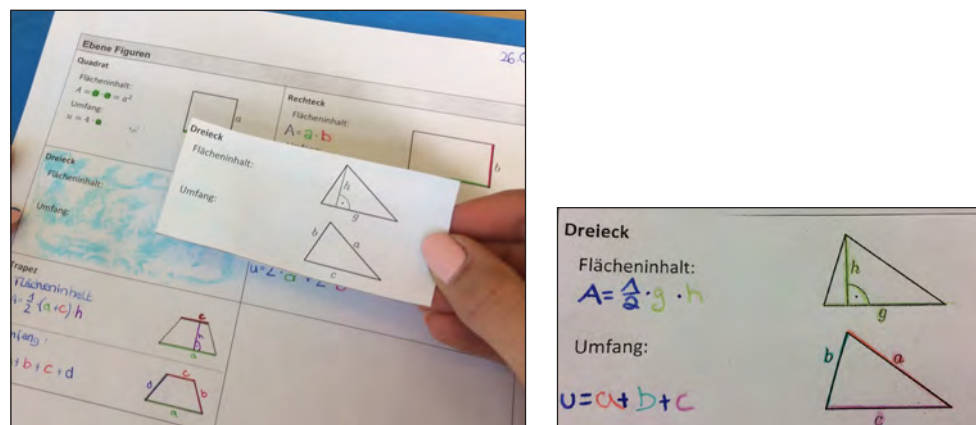 26.
Ebene Figuren
Quadrat
Flächeninhalt:
A = a · a = a²
Umfang:
u = 4 · a
a
Rechteck
Flächeninhalt:
A = a · b
b
Dreieck
Flächeninhalt:
Umfang:
Dreieck
Flächeninhalt:
Umfang:
h
g
b
a
c
u=2·a
Trapez
Flächeninhalt
A=1/2·(a+c)h
+b+c+d
c
h
a
c
d
b
a
Dreieck
Flächeninhalt:
A=1/2·g·h
Umfang:
u=a+b+c
h
g
b
a
c